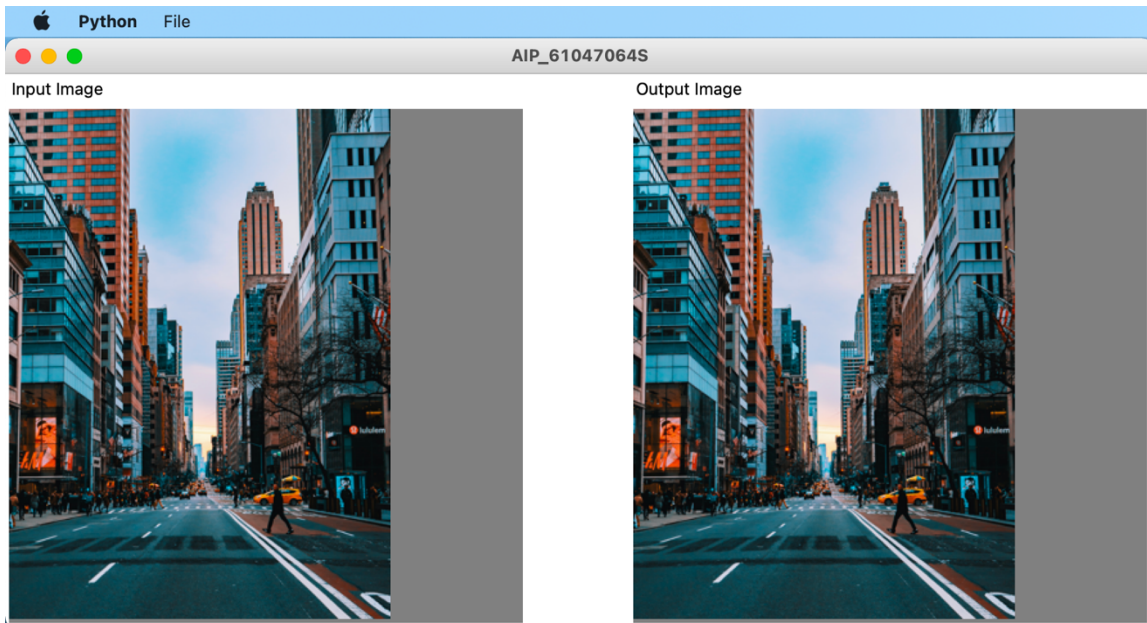 Python File
AIP_61047064S
Input Image
Output Image
lululem
lululem